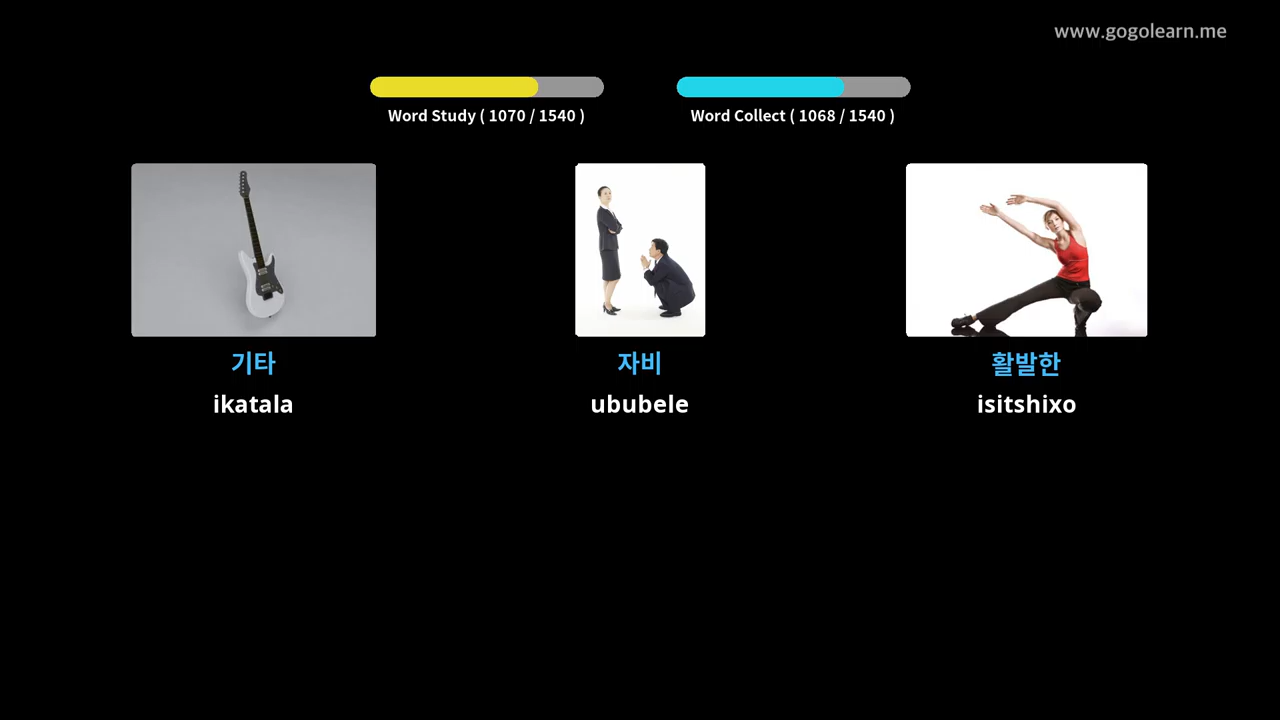 www.gogolearn.me
Word Study ( 1070 / 1540 )
Word Collect ( 1068 / 1540 )
기타
자비
활발한
ikatala
ububele
isitshixo